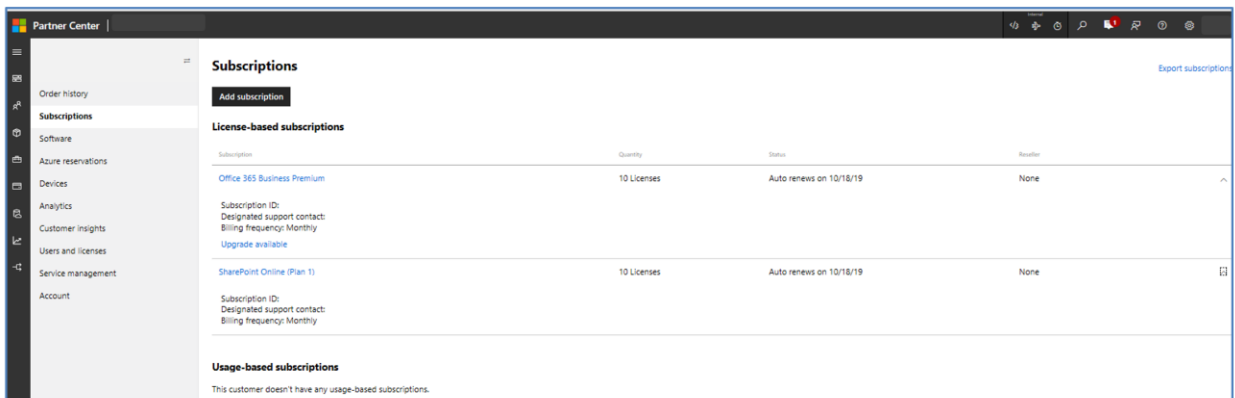 Partner Center
Internal
1
Subscriptions
Export subscriptions
Add subscription
Order history
Subscriptions
Software
Azure reservations
Devices
Analytics
Customer insights
Users and licenses
Service management
Account
License-based subscriptions
Subscription Quantity Status Reseller
Office 365 Business Premium 10 Licenses Auto renews on 10/18/19 None
Subscription ID:
Designated support contact:
Billing frequency: Monthly
Upgrade available
SharePoint Online (Plan 1) 10 Licenses Auto renews on 10/18/19 None
Subscription ID:
Designated support contact:
Billing frequency: Monthly
Usage-based subscriptions
This customer doesn't have any usage-based subscriptions.